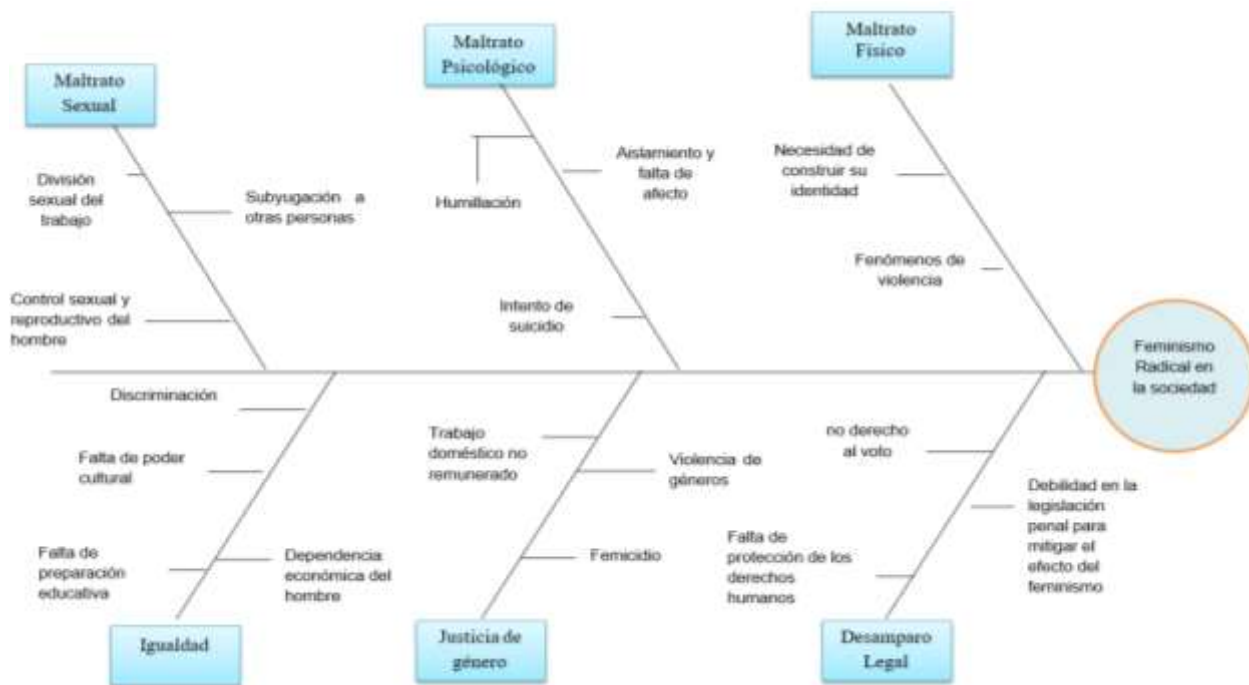 Maltrato
Sexual
Maltrato
Psicológico
Maltrato
Físico
División
sexual del
trabajo
Subyugación a
otras personas
Control sexual y
reproductivo del
hombre
Humillación
Aislamiento y
falta de
afecto
Intento de
suicidio
Necesidad de
construir su
identidad
Fenómenos de
violencia
Feminismo
Radical en
la sociedad
Discriminación
Falta de poder
cultural
Falta de
preparación
educativa
Dependencia
económica del
hombre
Trabajo
doméstico no
remunerado
Violencia de
géneros
Femicidio
no derecho
al voto
Falta de
protección de los
derechos
humanos
Debilidad en la
legislación
penal para
mitigar el
efecto del
feminismo
Igualdad
Justicia de
género
Desamparo
Legal